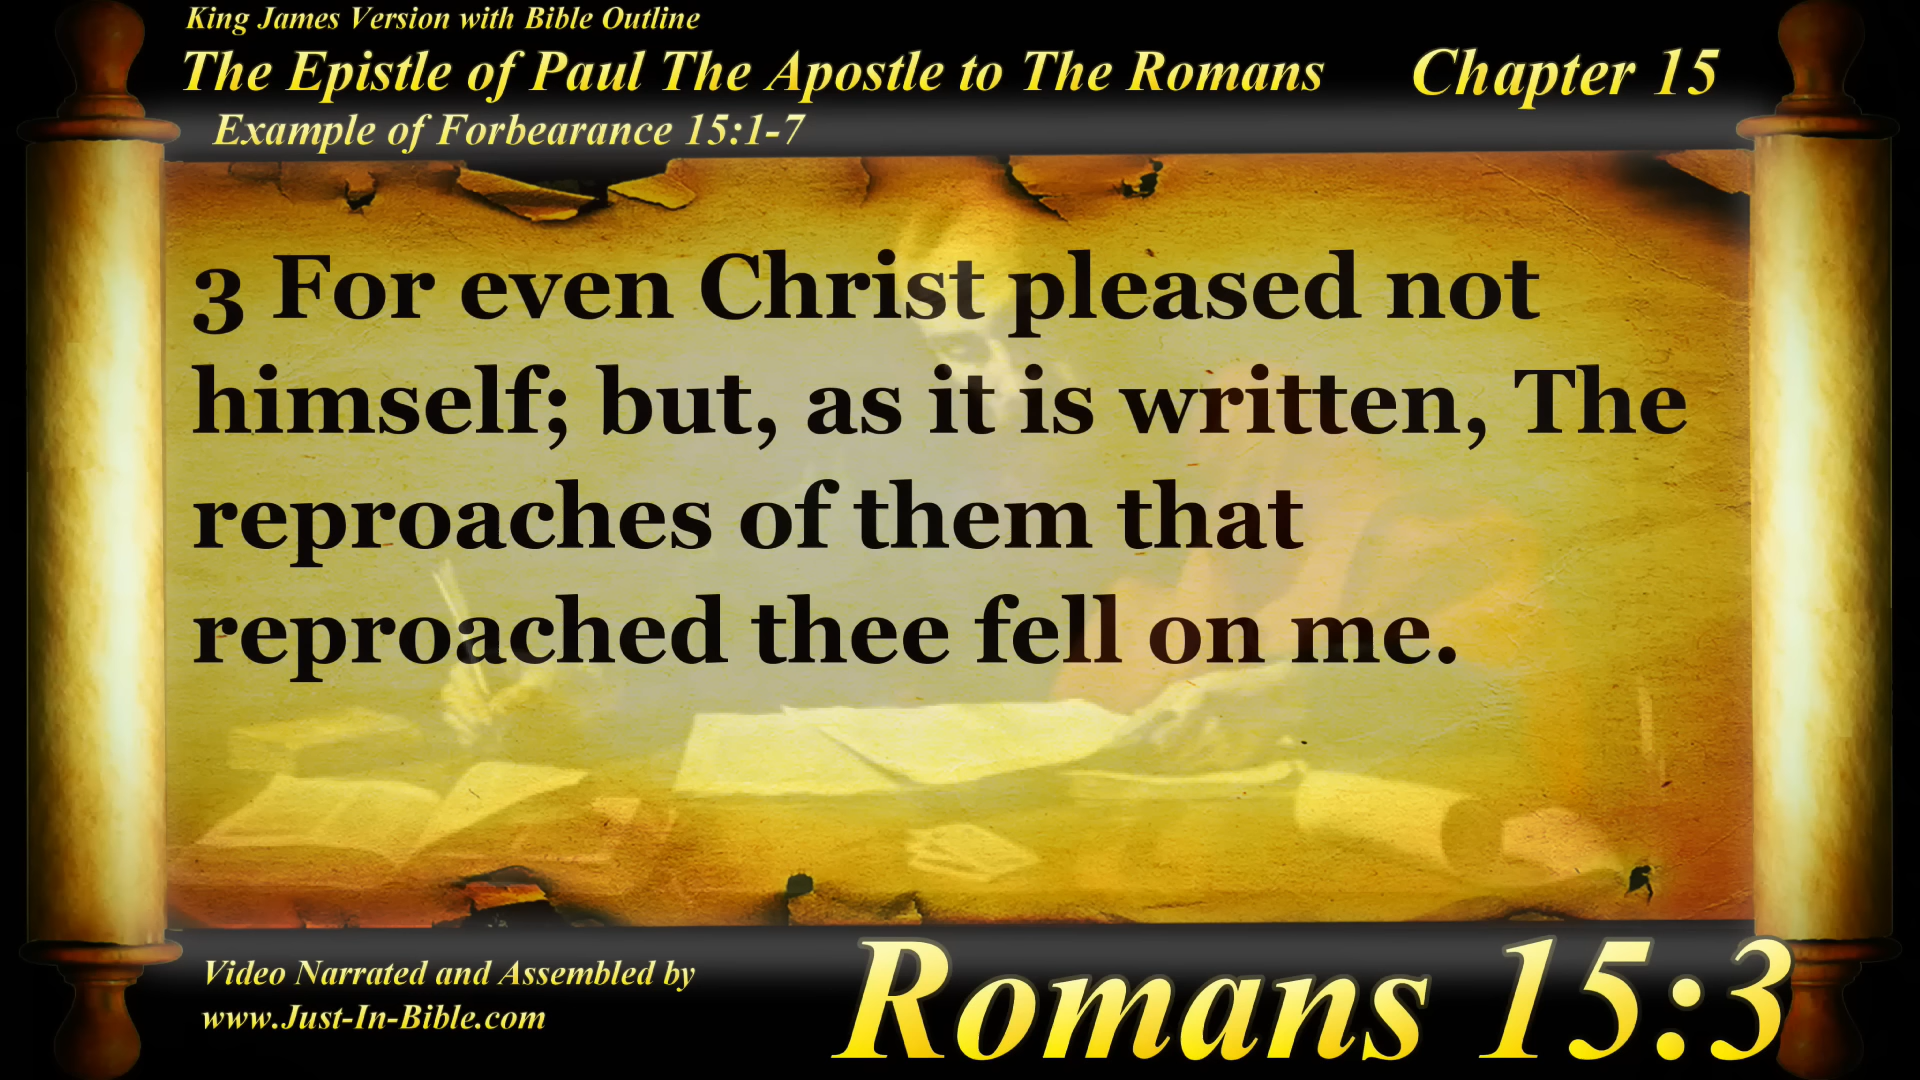 King James Version with Bible Outline
The Epistle of Paul The Apostle to The Romans
Chapter 15
Example of Forbearance 15:1-7
3 For even Christ pleased not
himself; but, as it is written, The
reproaches of them that
reproached thee fell on me.
Video Narrated and Assembled by
www.Just-In-Bible.com
Romans 15:3